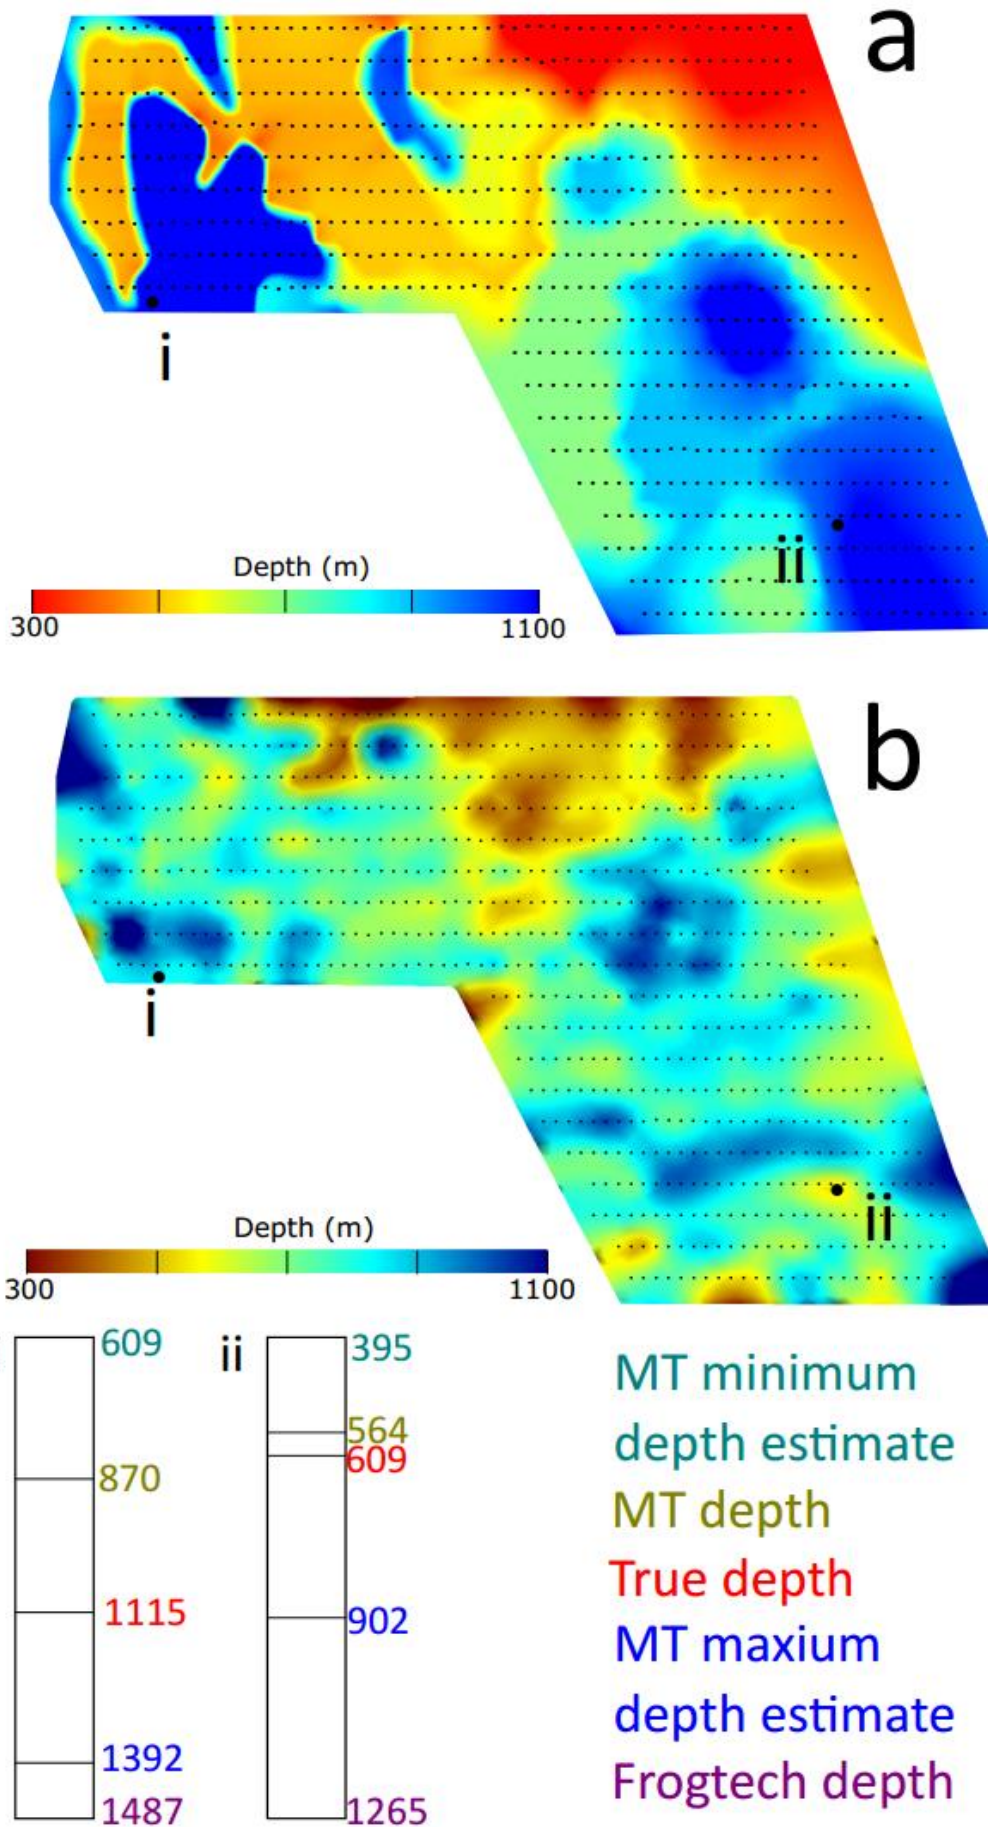 a
i
ii
Depth (m)
300 1100
b
i
ii
Depth (m)
300 1100
609
870
1115
1392
1487
ii
395
564
609
902
1265
MT minimum
depth estimate
MT depth
True depth
MT maxium
depth estimate
Frogtech depth